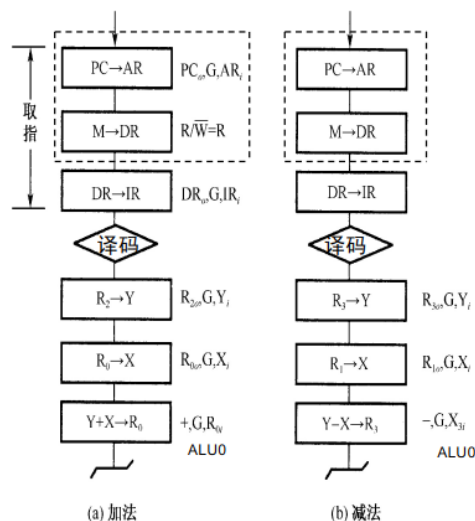 取指
PC→AR
PCₒ,G,ARᵢ
M→DR
R/W̅=R
DR→IR
DRₒ,G,IRᵢ
译码
R₂→Y
R₂ₒ,G,Yᵢ
R₀→X
R₀ₒ,G,Xᵢ
Y+X→R₀
+,G,R₀ᵢ
ALU0
(a) 加法
PC→AR
M→DR
DR→IR
译码
R₃→Y
R₃ₒ,G,Yᵢ
R₁→X
R₁ₒ,G,Xᵢ
Y−X→R₃
−,G,X₃ᵢ
ALU0
(b) 减法